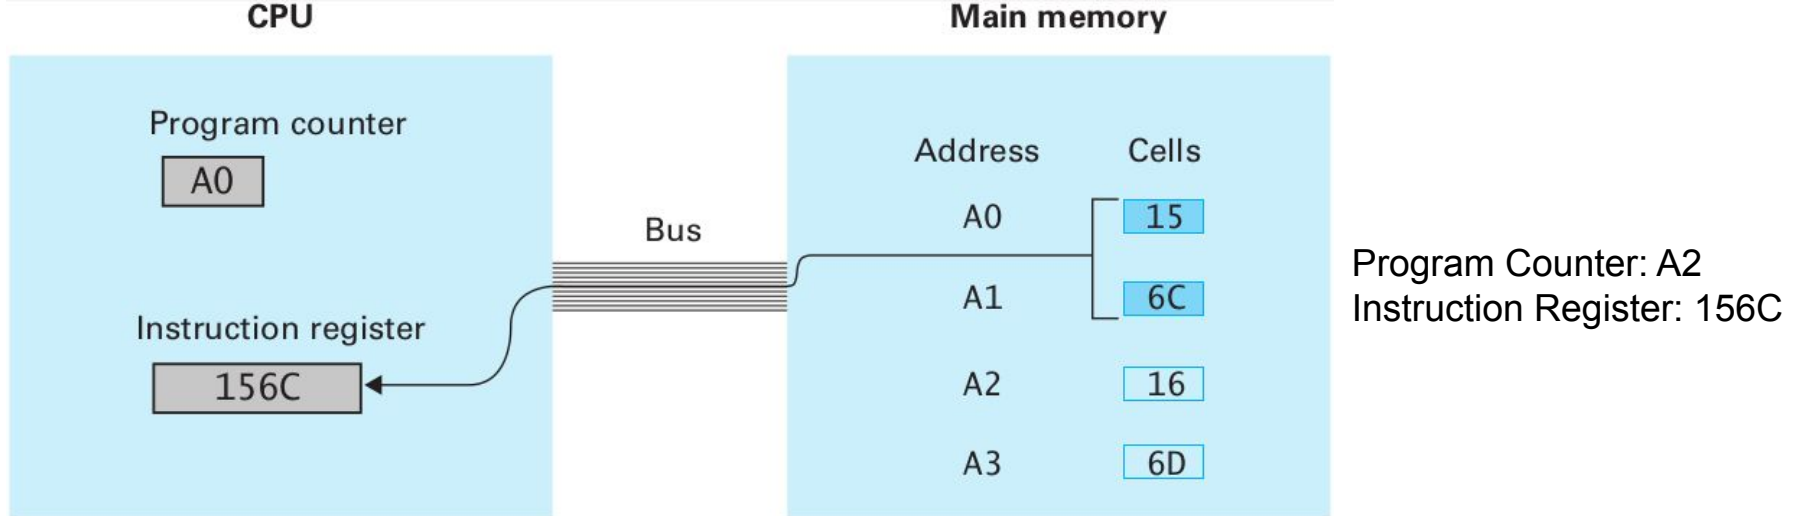 CPU
Main memory
Program counter
A0
Instruction register
156C
Bus
Address Cells
A0 15
A1 6C
A2 16
A3 6D
Program Counter: A2
Instruction Register: 156C